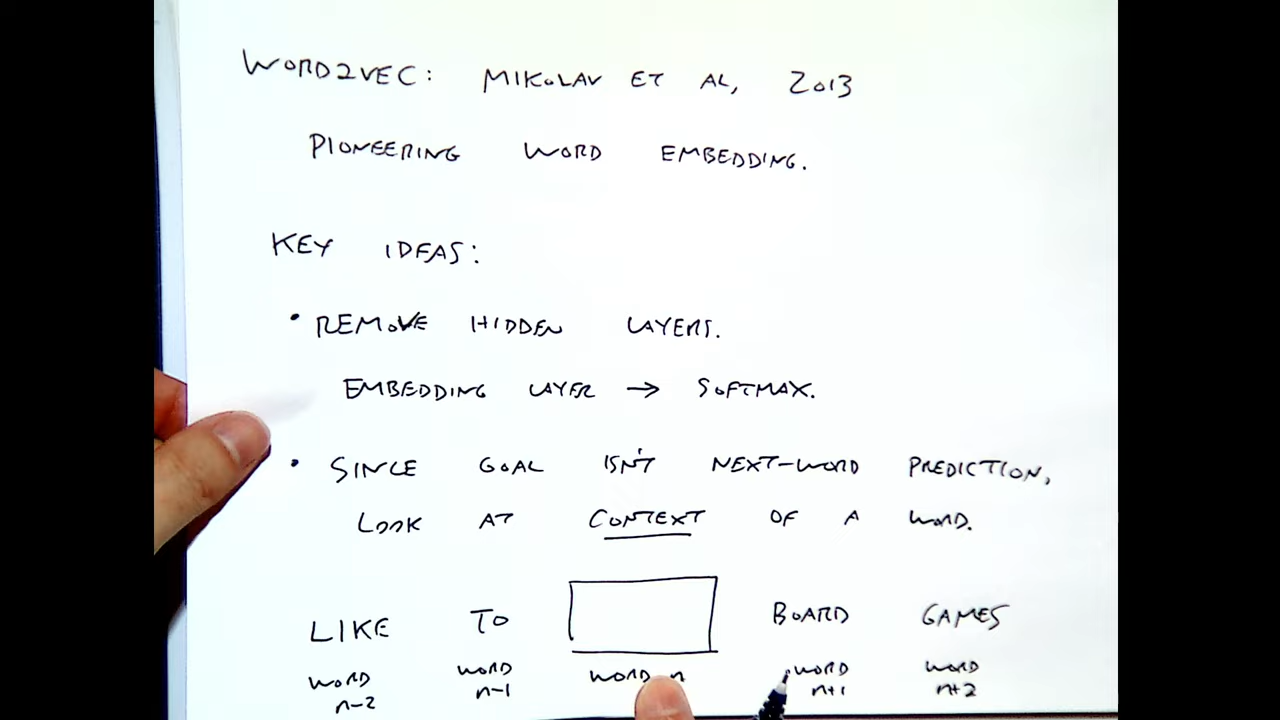 WORD2VEC: MIKOLAV ET AL, 2013
PIONEERING WORD EMBEDDING.
KEY IDEAS:
• REMOVE HIDDEN LAYERS.
EMBEDDING LAYER → SOFTMAX.
• SINCE GOAL ISN'T NEXT-WORD PREDICTION,
LOOK AT CONTEXT OF A WORD.
LIKE TO BOARD GAMES
WORD WORD WORD n WORD WORD
n-2 n-1 n+1 n+2